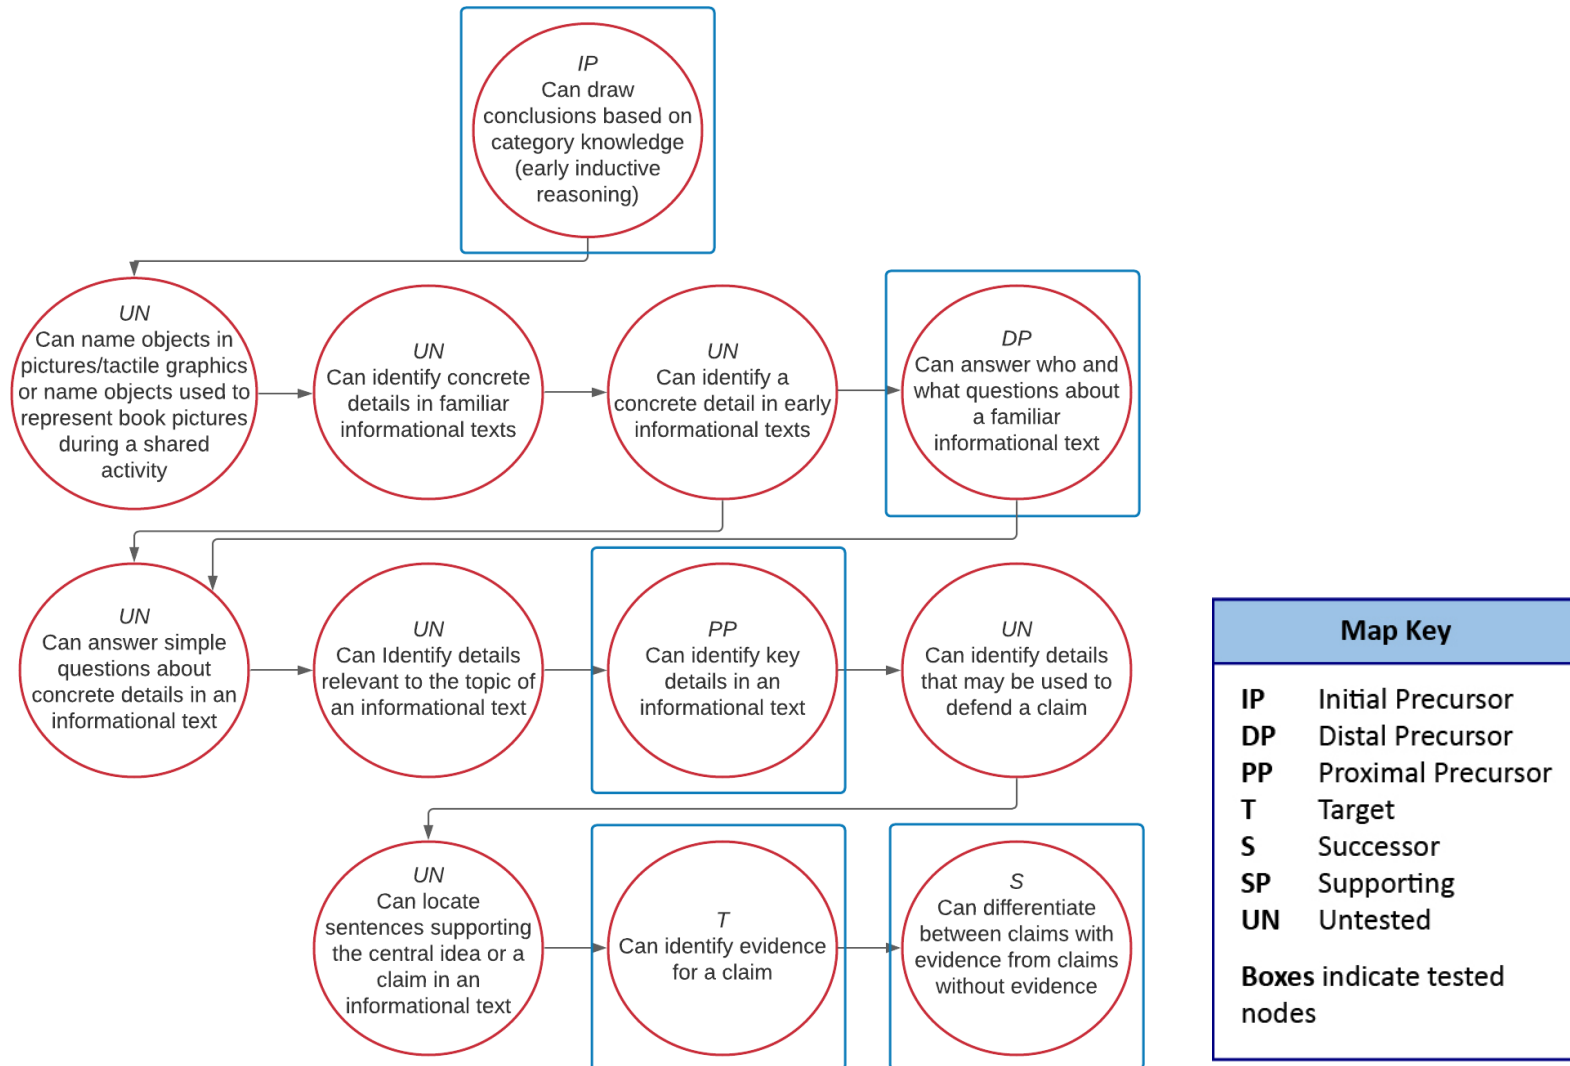 IP
Can draw
conclusions based on
category knowledge
(early inductive
reasoning)
UN
Can name objects in
pictures/tactile graphics
or name objects used to
represent book pictures
during a shared
activity
UN
Can identify concrete
details in familiar
informational texts
UN
Can identify a
concrete detail in early
informational texts
DP
Can answer who and
what questions about
a familiar
informational text
UN
Can answer simple
questions about
concrete details in an
informational text
UN
Can Identify details
relevant to the topic of
an informational text
PP
Can identify key
details in an
informational text
UN
Can identify details
that may be used to
defend a claim
UN
Can locate
sentences supporting
the central idea or a
claim in an
informational text
T
Can identify evidence
for a claim
S
Can differentiate
between claims with
evidence from claims
without evidence
Map Key
IP Initial Precursor
DP Distal Precursor
PP Proximal Precursor
T Target
S Successor
SP Supporting
UN Untested
Boxes indicate tested
nodes